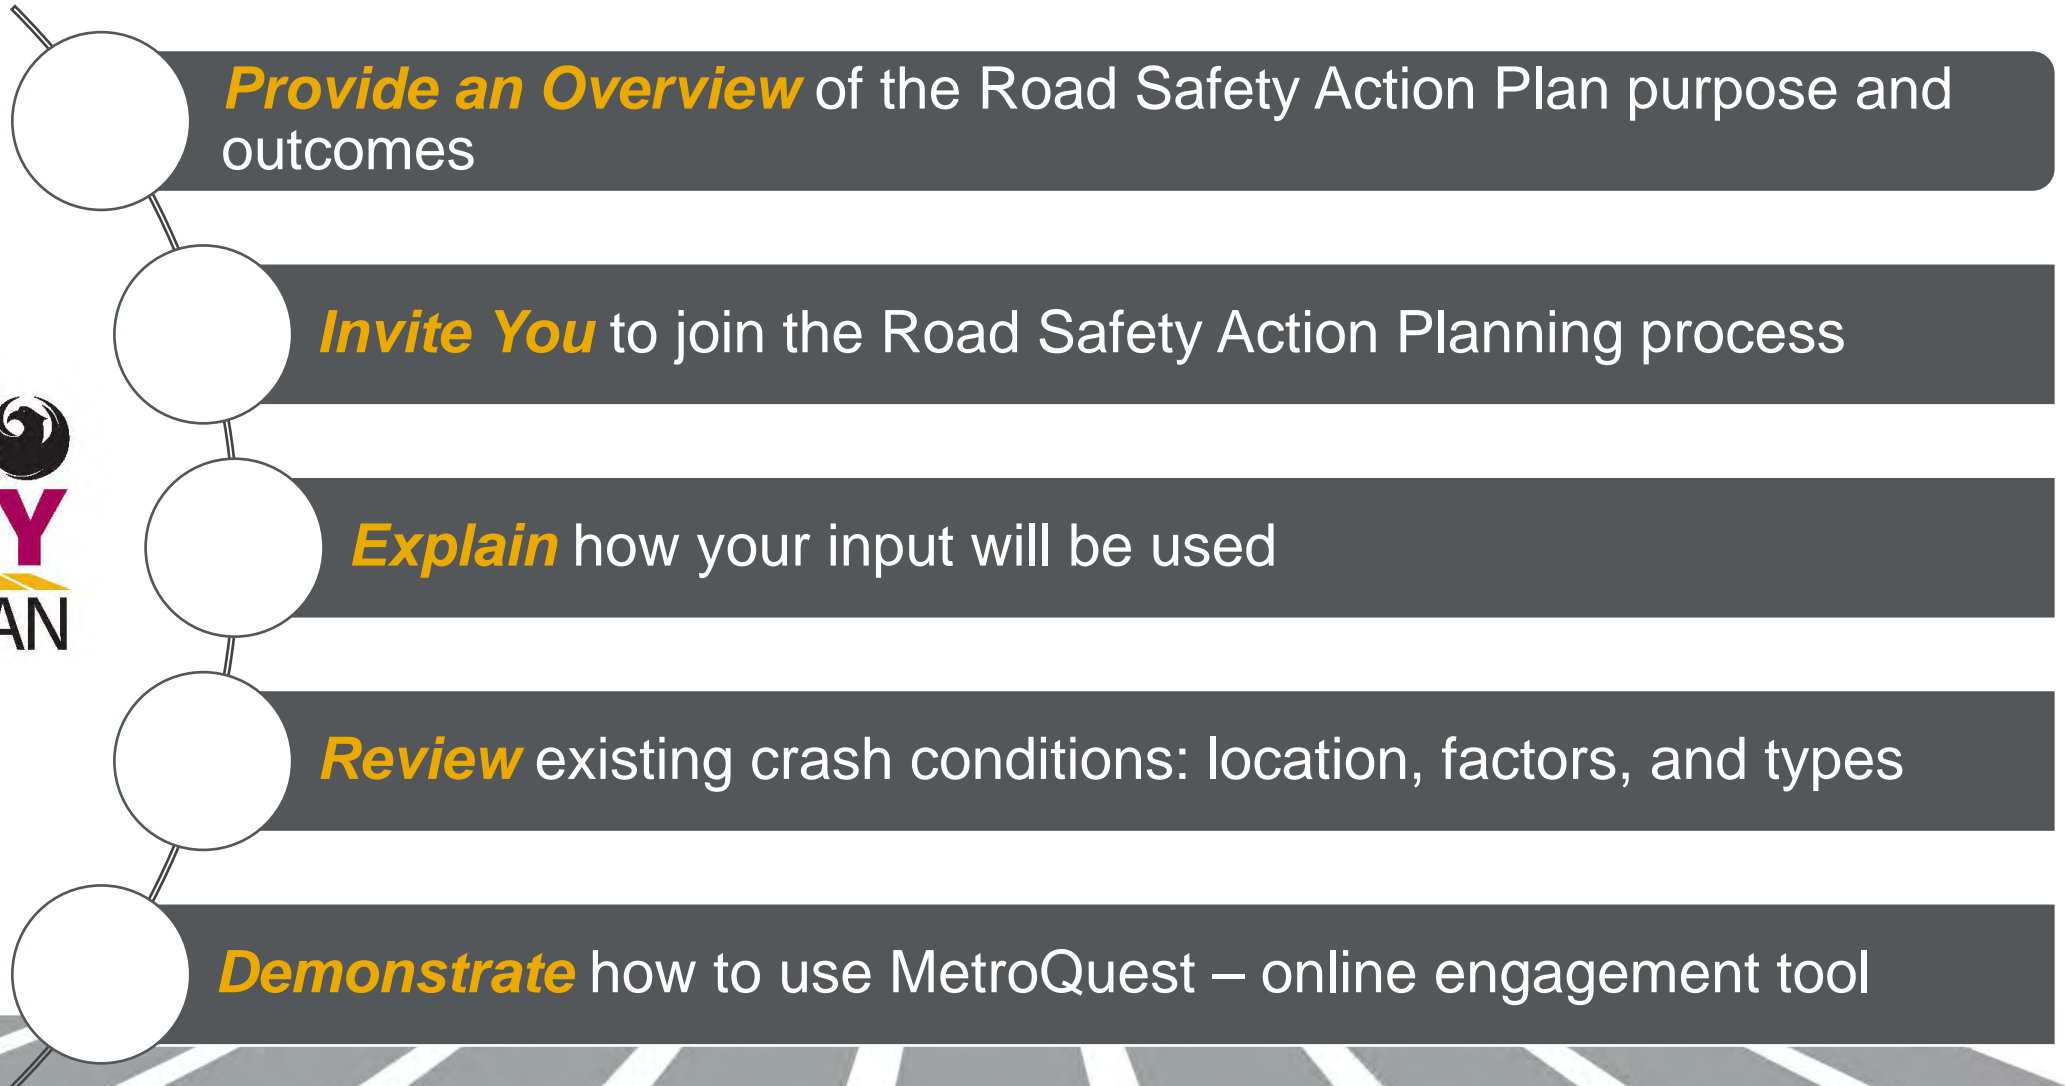 Provide an Overview of the Road Safety Action Plan purpose and
outcomes
Invite You to join the Road Safety Action Planning process
Y
AN
Explain how your input will be used
Review existing crash conditions: location, factors, and types
Demonstrate how to use MetroQuest – online engagement tool